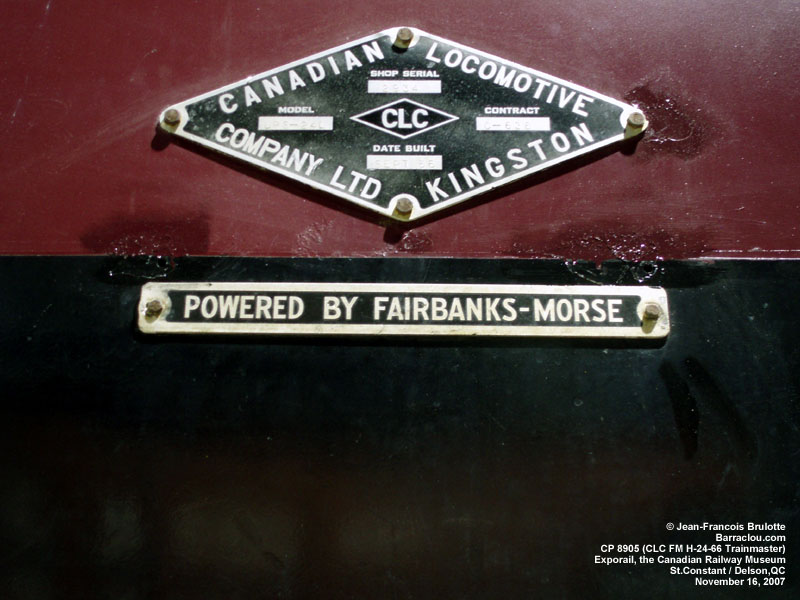 CANADIAN LOCOMOTIVE
SHOP SERIAL
MODEL
CLC
CONTRACT
DATE BUILT
COMPANY LTD KINGSTON
POWERED BY FAIRBANKS-MORSE
© Jean-Francois Brulotte
Barraclou.com
CP 8905 (CLC FM H-24-66 Trainmaster)
Exporail, the Canadian Railway Museum
St.Constant / Delson,QC
November 16, 2007